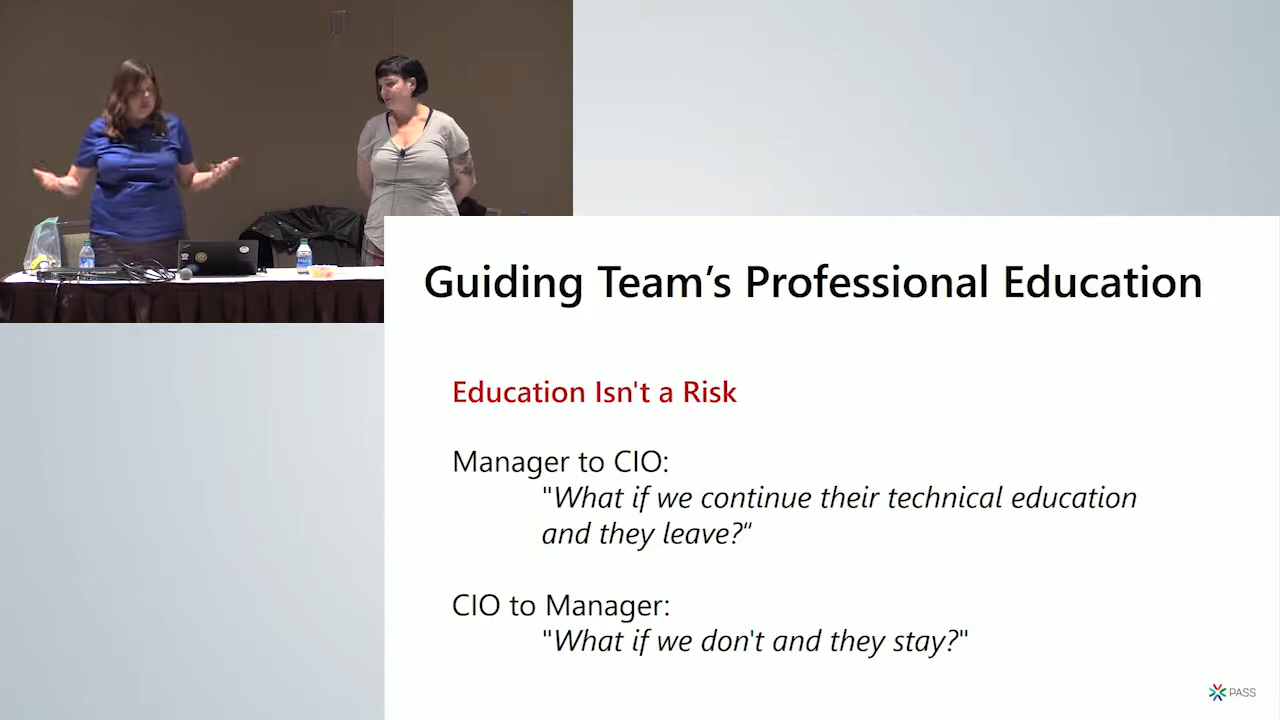 Guiding Team’s Professional Education
Education Isn't a Risk
Manager to CIO:
"What if we continue their technical education
and they leave?“
CIO to Manager:
"What if we don't and they stay?"
PASS